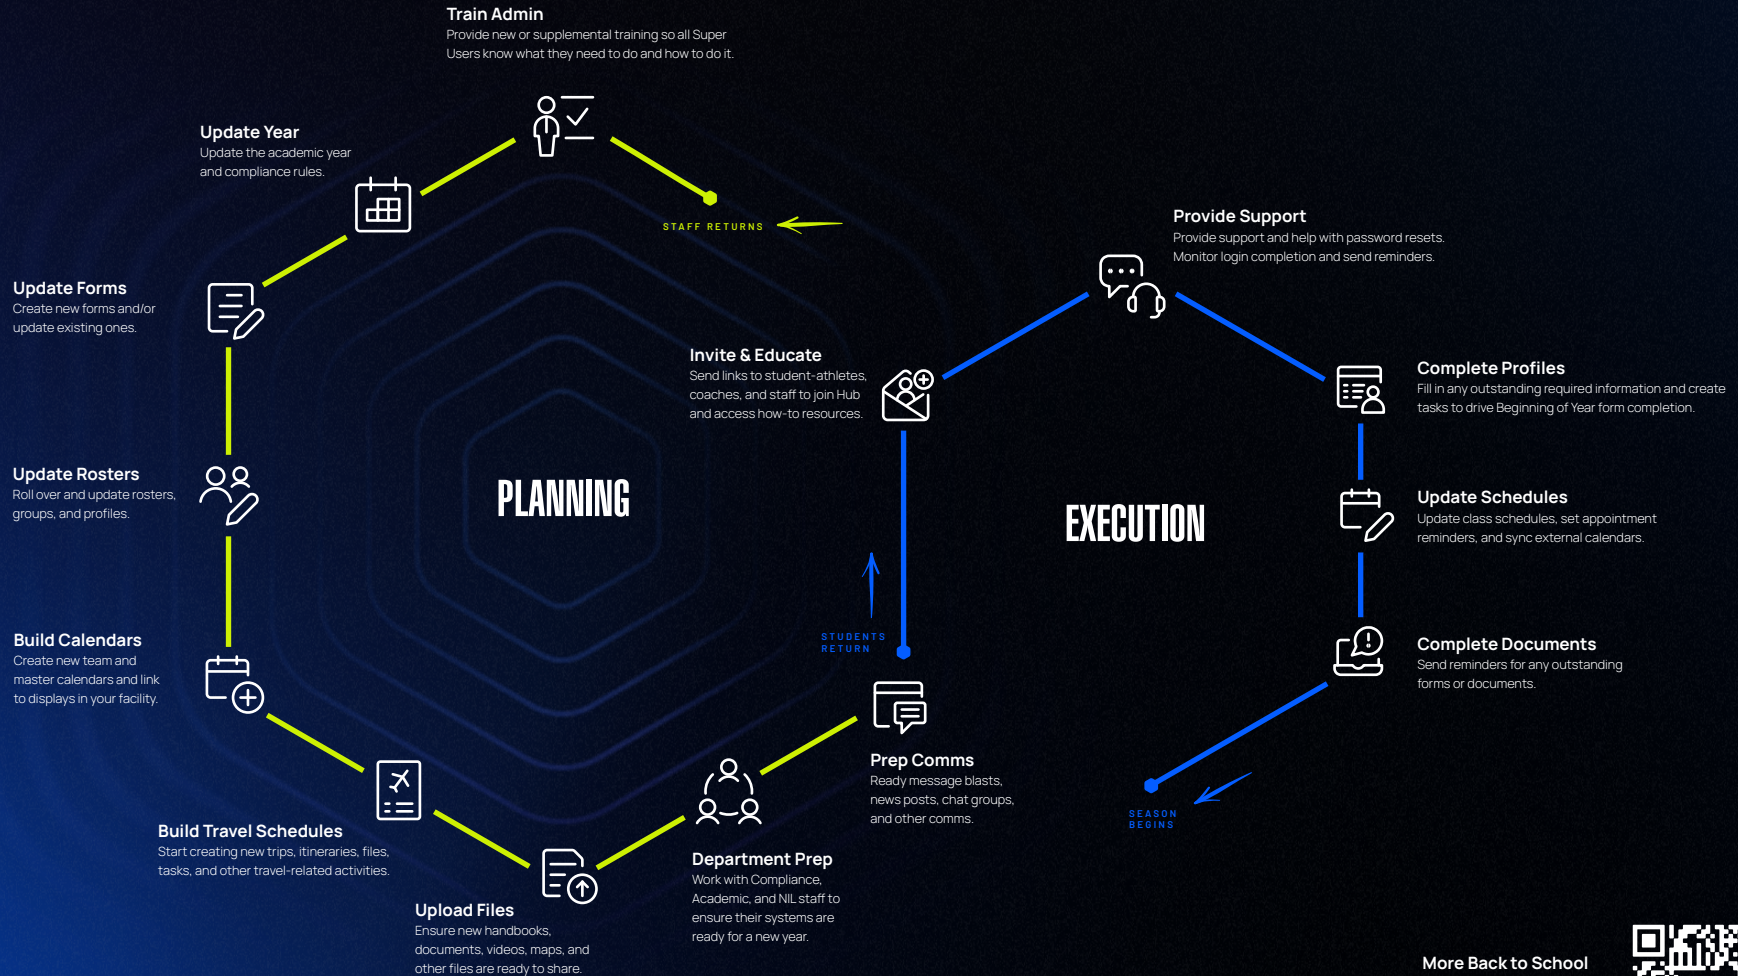 Train Admin
Provide new or supplemental training so all Super
Users know what they need to do and how to do it.
Update Year
Update the academic year
and compliance rules.
STAFF RETURNS
Update Forms
Create new forms and/or
update existing ones.
Update Rosters
Roll over and update rosters,
groups, and profiles.
Build Calendars
Create new team and
master calendars and link
to displays in your facility.
Build Travel Schedules
Start creating new trips, itineraries, files,
tasks, and other travel-related activities.
Upload Files
Ensure new handbooks,
documents, videos, maps, and
other files are ready to share.
Department Prep
Work with Compliance,
Academic, and NIL staff to
ensure their systems are
ready for a new year.
Prep Comms
Ready message blasts,
news posts, chat groups,
and other comms.
PLANNING
STUDENTS
RETURN
Invite & Educate
Send links to student-athletes,
coaches, and staff to join Hub
and access how-to resources.
Provide Support
Provide support and help with password resets.
Monitor login completion and send reminders.
Complete Profiles
Fill in any outstanding required information and create
tasks to drive Beginning of Year form completion.
Update Schedules
Update class schedules, set appointment
reminders, and sync external calendars.
Complete Documents
Send reminders for any outstanding
forms or documents.
EXECUTION
SEASON
BEGINS
More Back to School